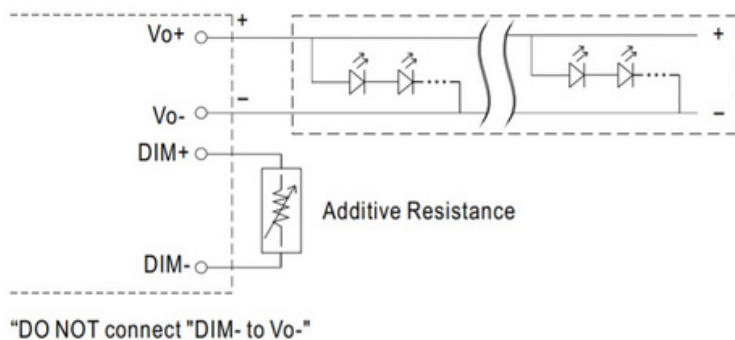 Vo+ +
+
Vo- −
−
DIM+
Additive Resistance
DIM-
“DO NOT connect "DIM- to Vo-"